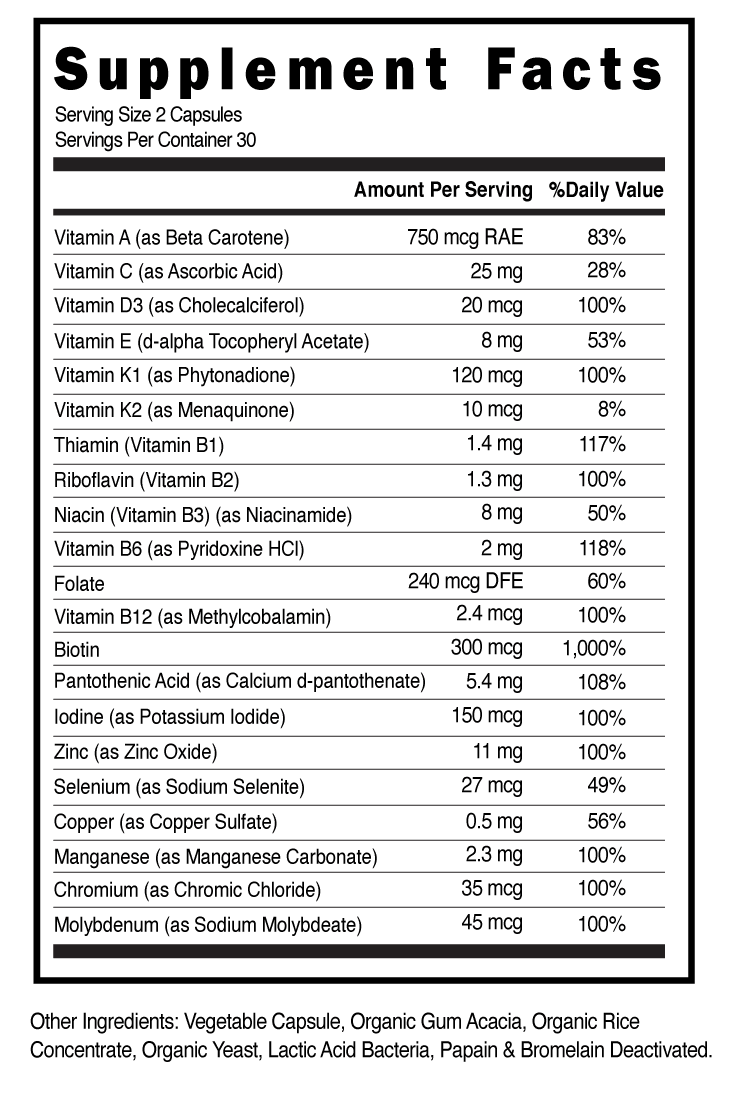 Supplement Facts
Serving Size 2 Capsules
Servings Per Container 30
Amount Per Serving %Daily Value
Vitamin A (as Beta Carotene) 750 mcg RAE 83%
Vitamin C (as Ascorbic Acid) 25 mg 28%
Vitamin D3 (as Cholecalciferol) 20 mcg 100%
Vitamin E (d-alpha Tocopheryl Acetate) 8 mg 53%
Vitamin K1 (as Phytonadione) 120 mcg 100%
Vitamin K2 (as Menaquinone) 10 mcg 8%
Thiamin (Vitamin B1) 1.4 mg 117%
Riboflavin (Vitamin B2) 1.3 mg 100%
Niacin (Vitamin B3) (as Niacinamide) 8 mg 50%
Vitamin B6 (as Pyridoxine HCl) 2 mg 118%
Folate 240 mcg DFE 60%
Vitamin B12 (as Methylcobalamin) 2.4 mcg 100%
Biotin 300 mcg 1,000%
Pantothenic Acid (as Calcium d-pantothenate) 5.4 mg 108%
Iodine (as Potassium Iodide) 150 mcg 100%
Zinc (as Zinc Oxide) 11 mg 100%
Selenium (as Sodium Selenite) 27 mcg 49%
Copper (as Copper Sulfate) 0.5 mg 56%
Manganese (as Manganese Carbonate) 2.3 mg 100%
Chromium (as Chromic Chloride) 35 mcg 100%
Molybdenum (as Sodium Molybdeate) 45 mcg 100%
Other Ingredients: Vegetable Capsule, Organic Gum Acacia, Organic Rice
Concentrate, Organic Yeast, Lactic Acid Bacteria, Papain & Bromelain Deactivated.